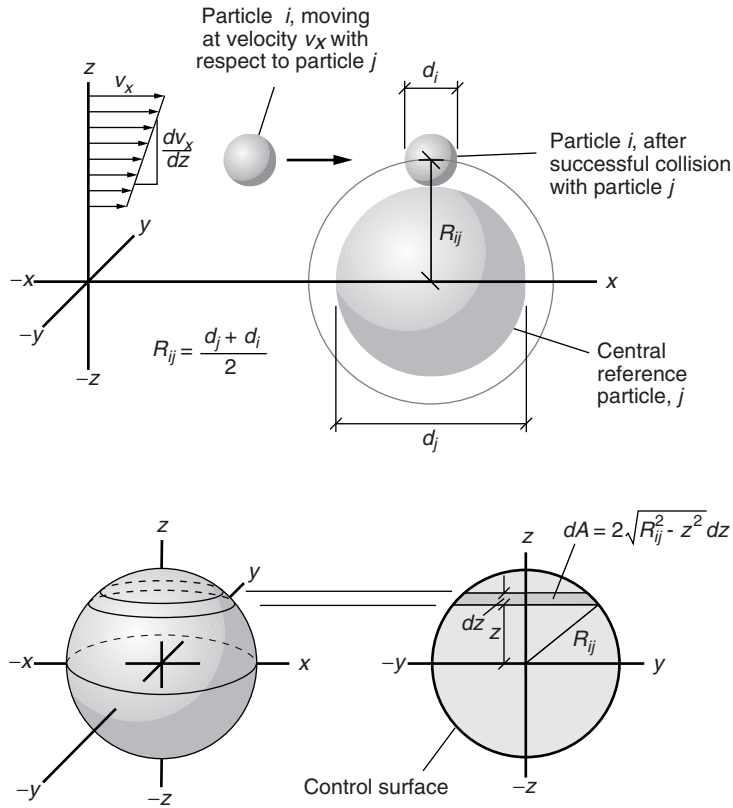 Particle i, moving
at velocity vx with
respect to particle j
z
vx
di
dvx
dz
Particle i, after
successful collision
with particle j
y
Rij
−x
x
−y
Rij = dj + di
2
−z
Central
reference
particle, j
dj
z
z
dA = 2√R²ij - z² dz
y
dz
z
Rij
−x
x
−y
y
−y
−z
Control surface
−z